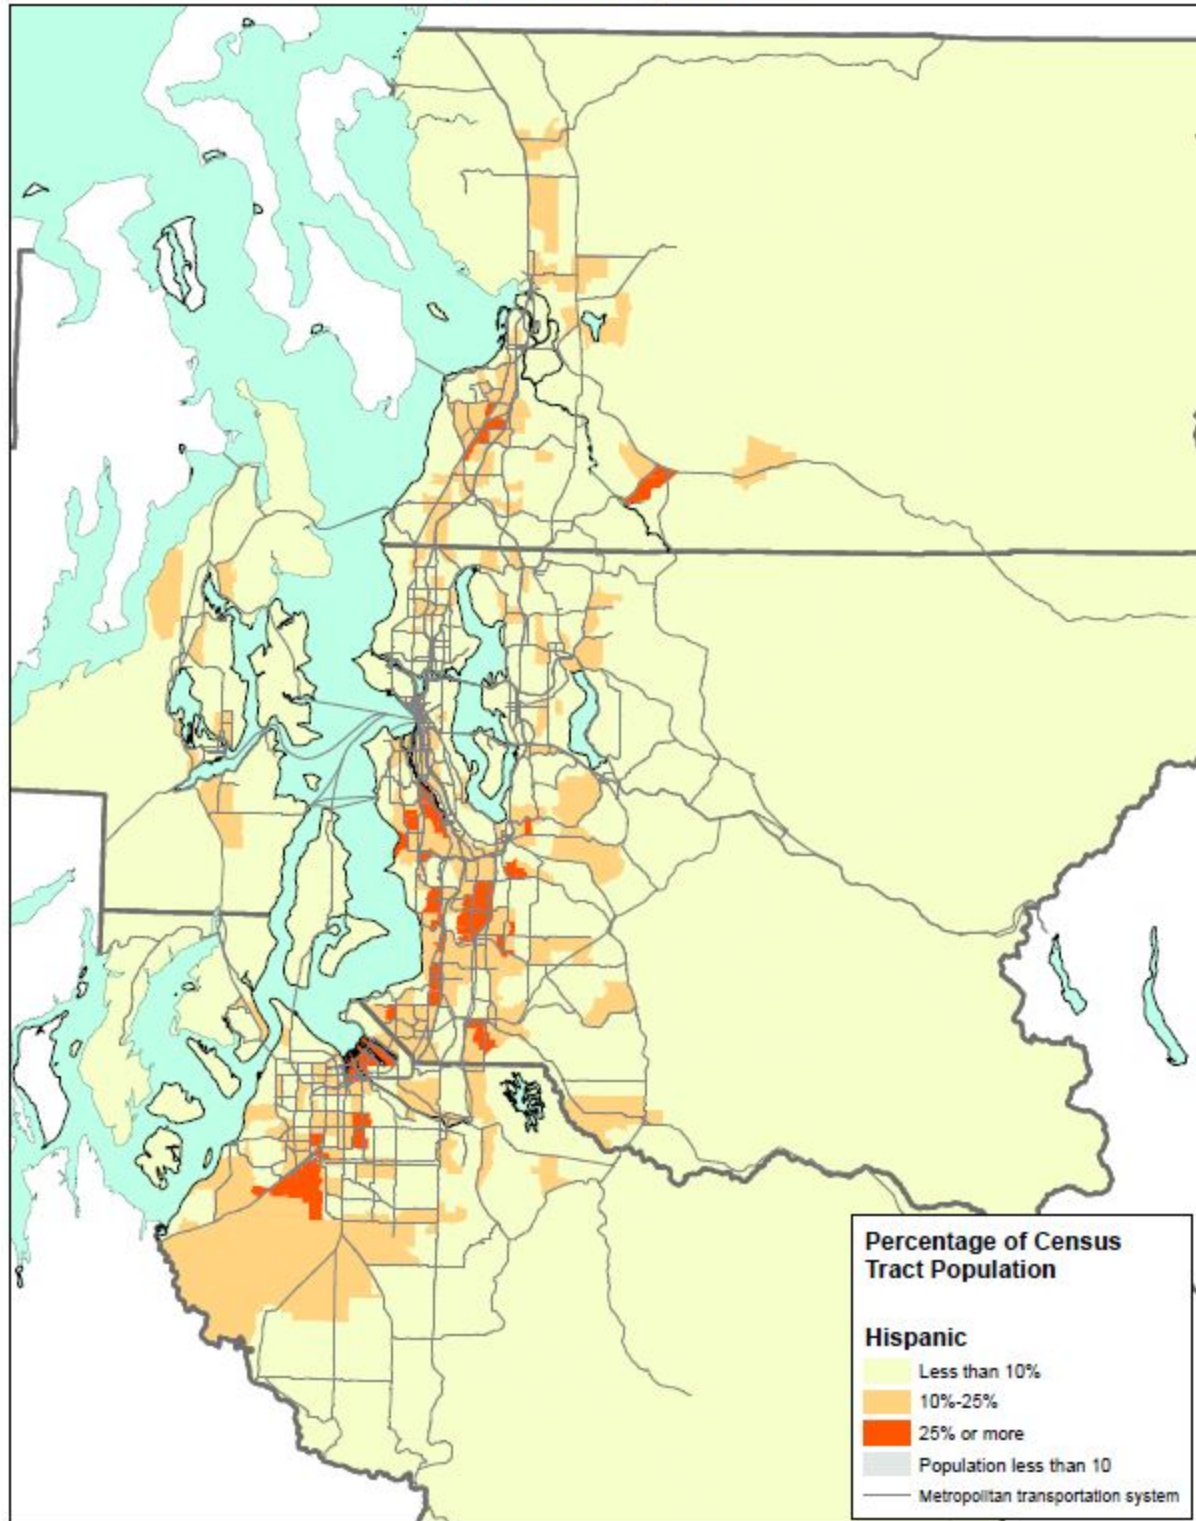 Percentage of Census
Tract Population
Hispanic
Less than 10%
10%-25%
25% or more
Population less than 10
Metropolitan transportation system